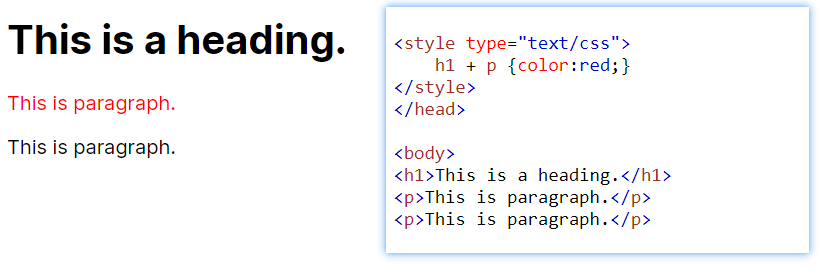 This is a heading.
This is paragraph.
This is paragraph.
<style type="text/css">
    h1 + p {color:red;}
</style>
</head>
<body>
<h1>This is a heading.</h1>
<p>This is paragraph.</p>
<p>This is paragraph.</p>